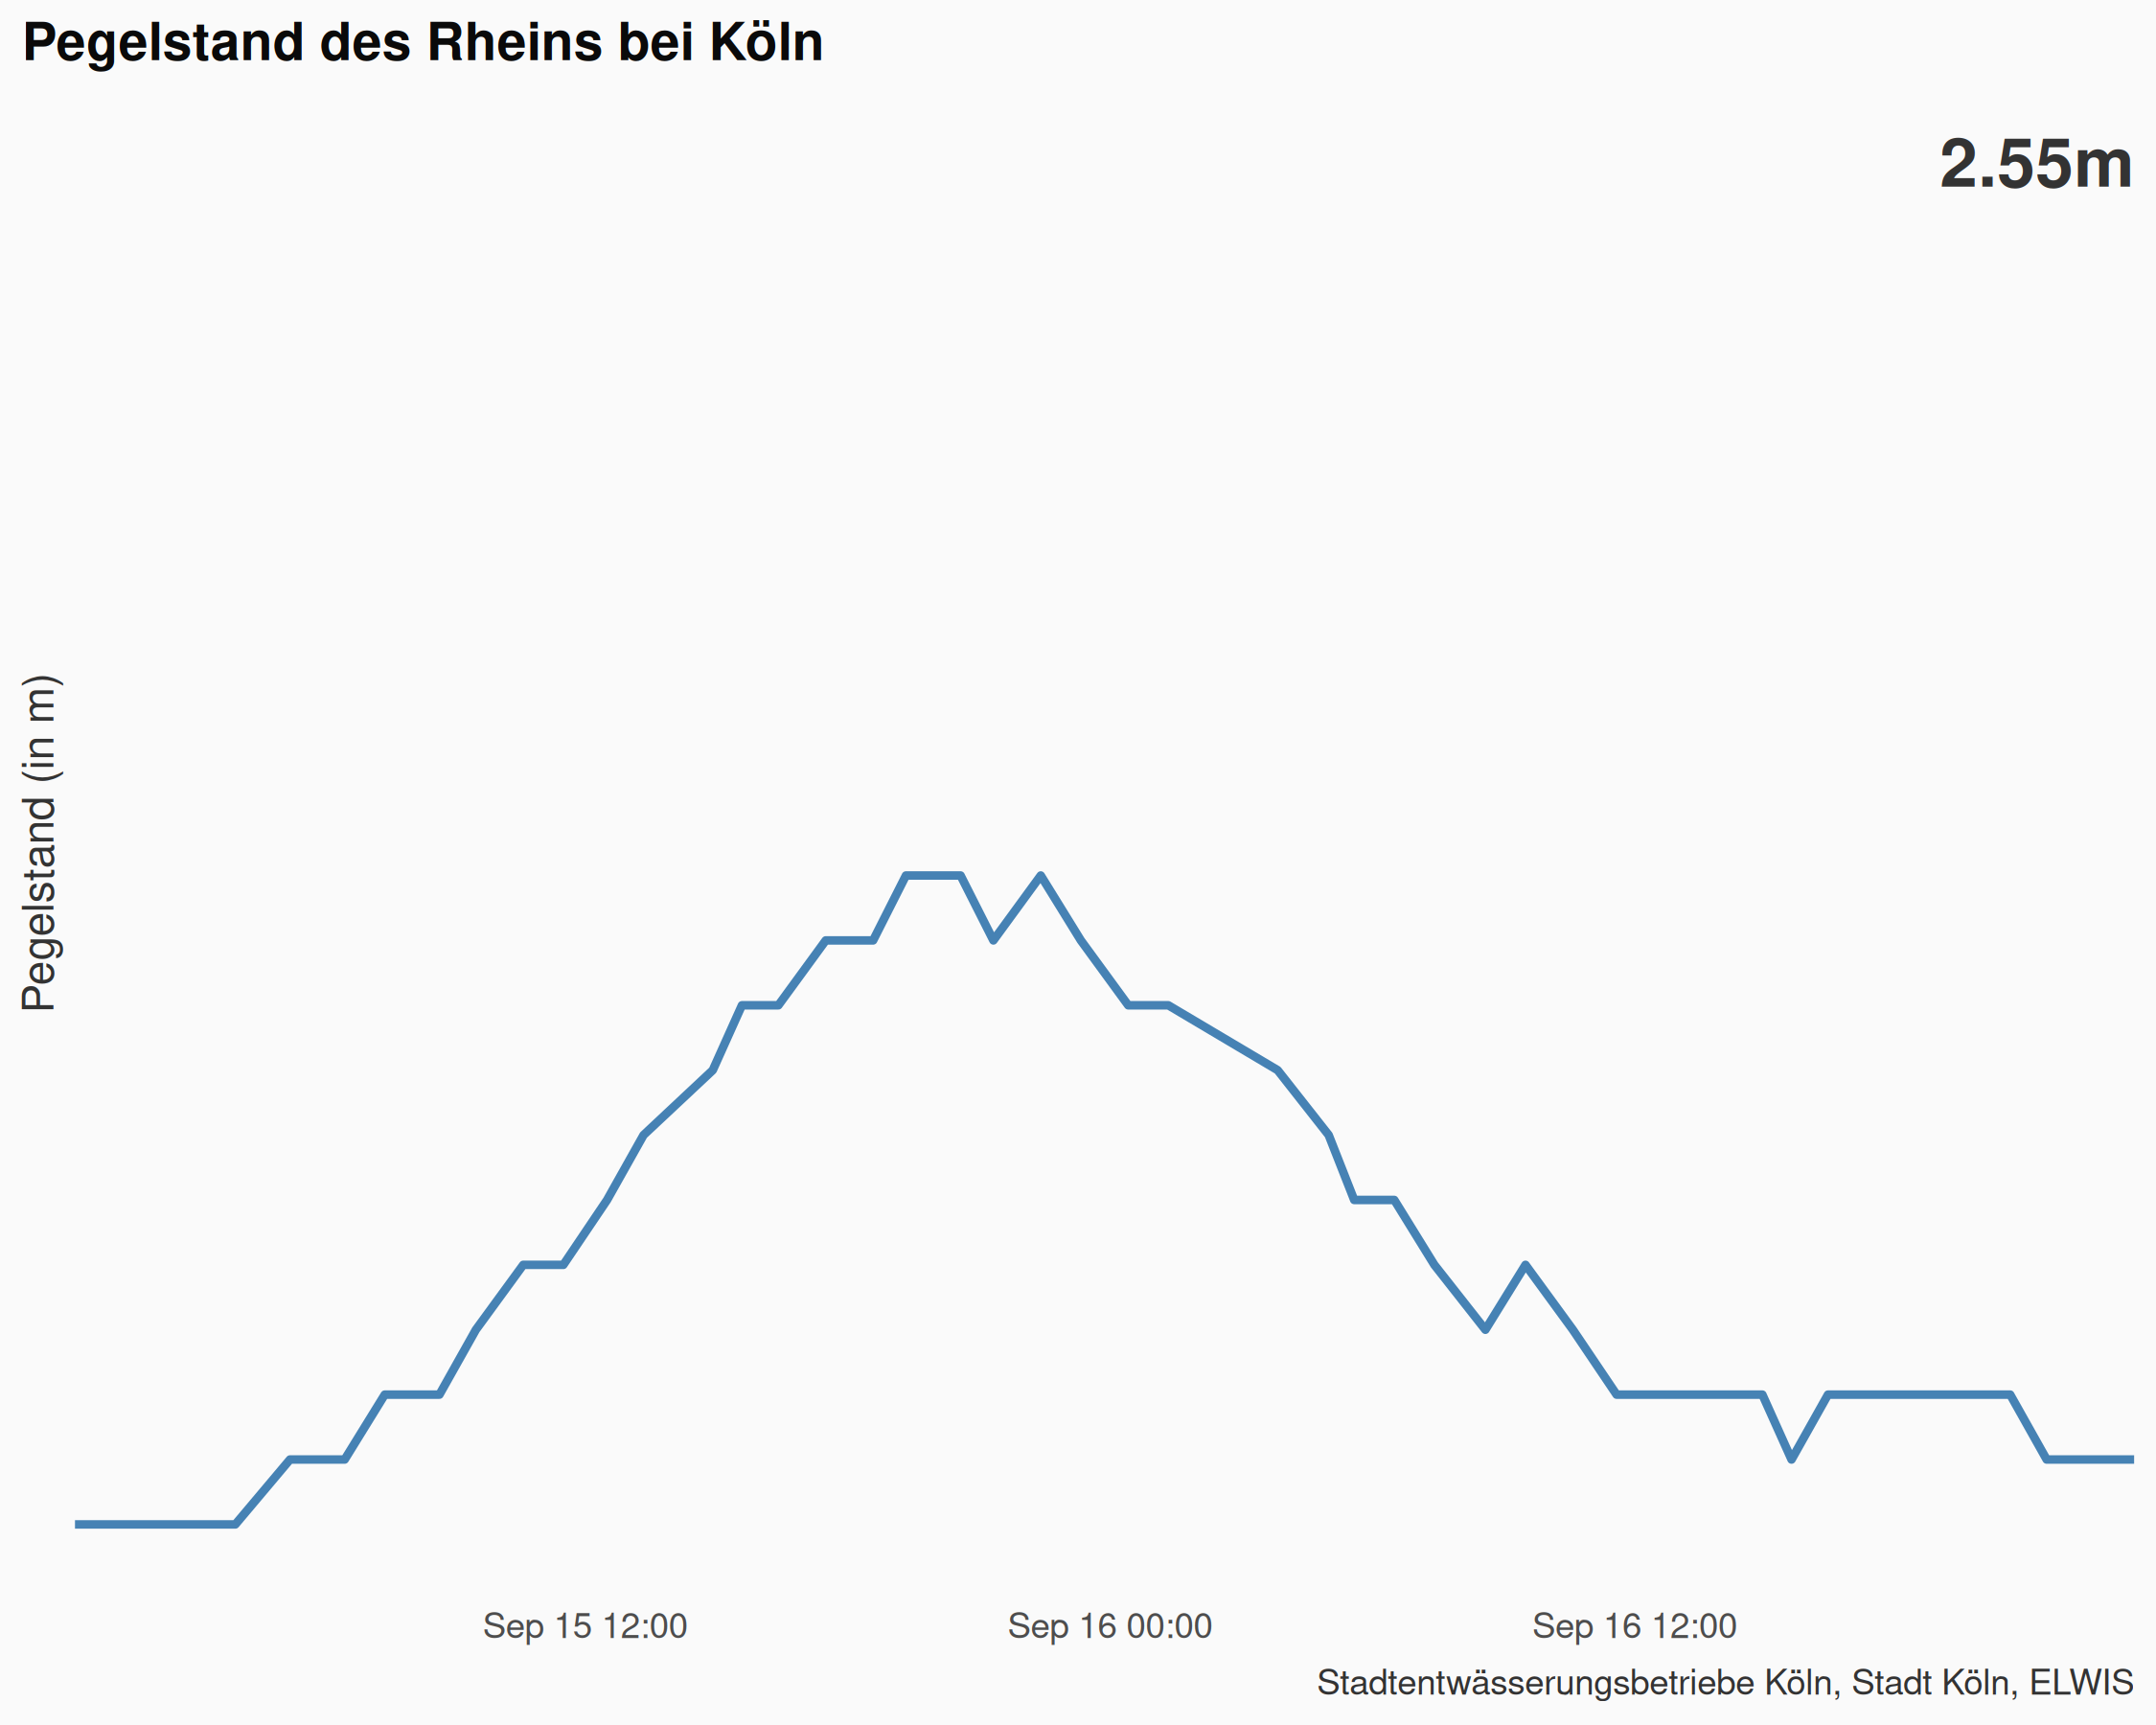 Pegelstand des Rheins bei Köln
2.55m
Pegelstand (in m)
Sep 15 12:00
Sep 16 00:00
Sep 16 12:00
Stadtentwässerungsbetriebe Köln, Stadt Köln, ELWIS